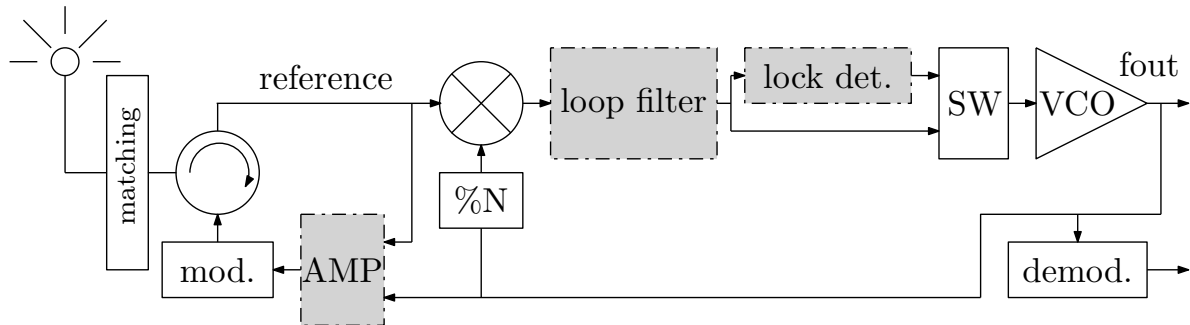 reference
matching
loop filter
lock det.
SW
VCO
fout
%N
mod.
AMP
demod.